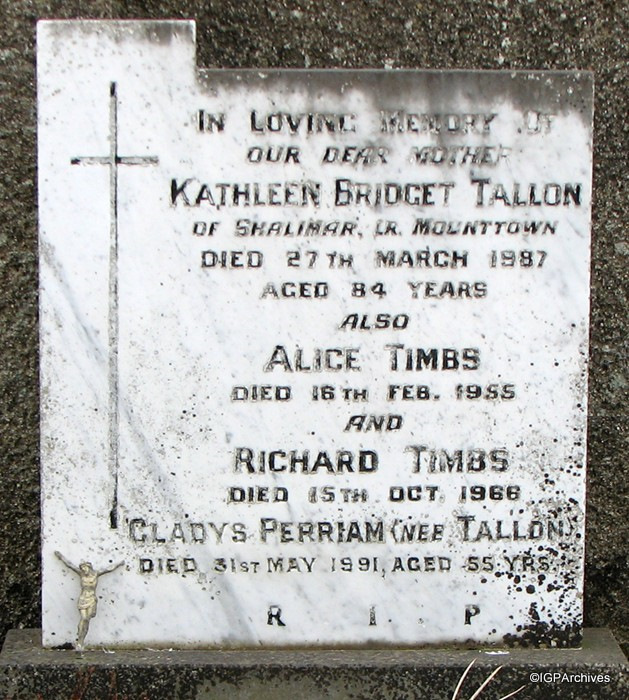 IN LOVING MEMORY OF
OUR DEAR MOTHER
KATHLEEN BRIDGET TALLON
OF SHALIMAR, LR. MOUNTTOWN
DIED 27TH MARCH 1987
AGED 84 YEARS
ALSO
ALICE TIMBS
DIED 16TH FEB. 1955
AND
RICHARD TIMBS
DIED 15TH OCT. 1966
GLADYS PERRIAM (NEE TALLON)
DIED 31ST MAY 1991, AGED 55 YRS.
R I P
©IGPArchives